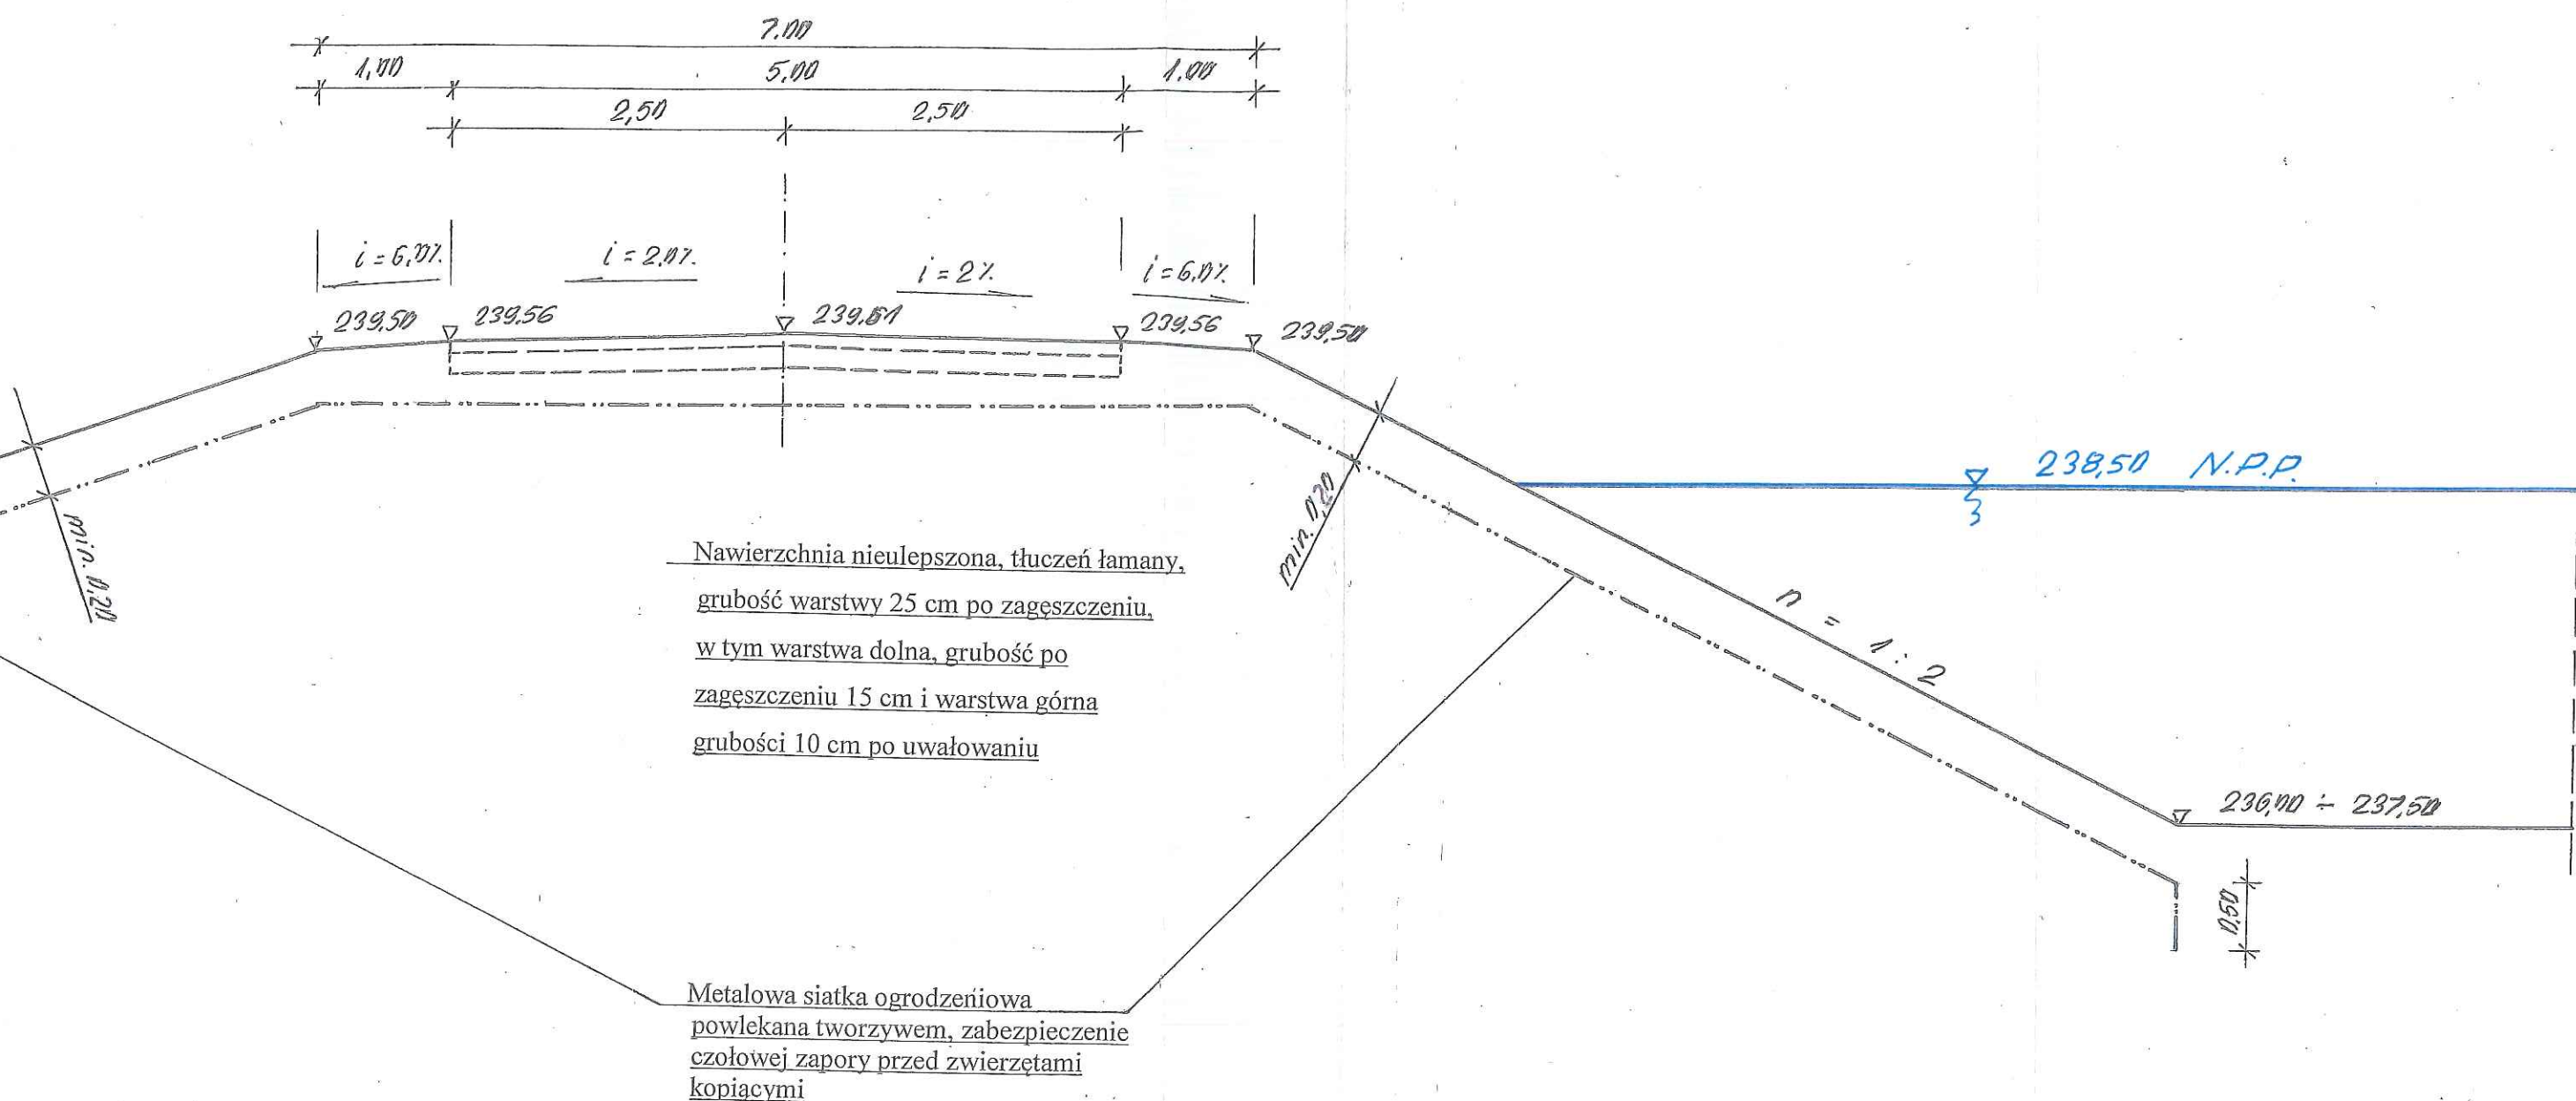 7.00
1,00 5,00 1.00
2,50 2,50
i = 6,0% i = 2,0% i = 2% i = 6,0%
239,50 239,56 239,61 239,56 239,50
238,50 N.P.P.
min. 0,20
min. 0,20
Nawierzchnia nieulepszona, tłuczeń łamany,
grubość warstwy 25 cm po zagęszczeniu,
w tym warstwa dolna, grubość po
zagęszczeniu 15 cm i warstwa górna
grubości 10 cm po uwałowaniu
n = 1:2
236,00 ÷ 237,50
0,50
Metalowa siatka ogrodzeniowa
powlekana tworzywem, zabezpieczenie
czołowej zapory przed zwierzętami
kopiącymi